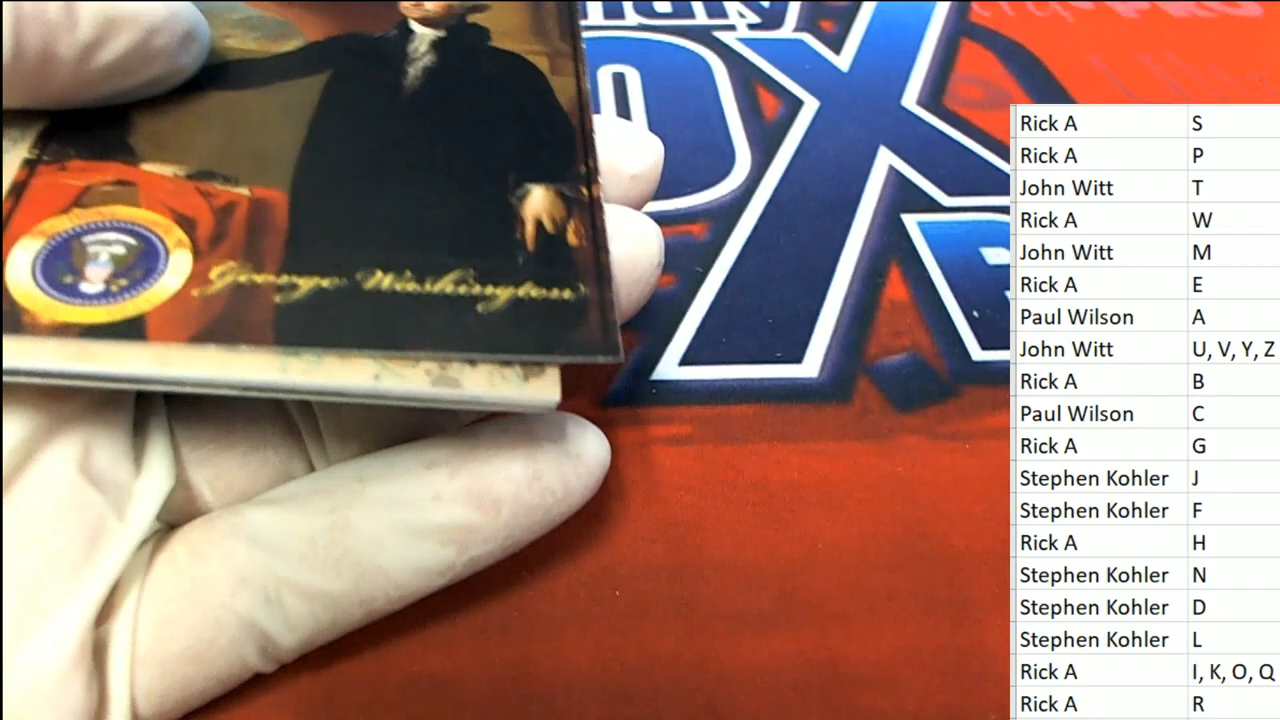 George Washington
Rick A S
Rick A P
John Witt T
Rick A W
John Witt M
Rick A E
Paul Wilson A
John Witt U, V, Y, Z
Rick A B
Paul Wilson C
Rick A G
Stephen Kohler J
Stephen Kohler F
Rick A H
Stephen Kohler N
Stephen Kohler D
Stephen Kohler L
Rick A I, K, O, Q
Rick A R